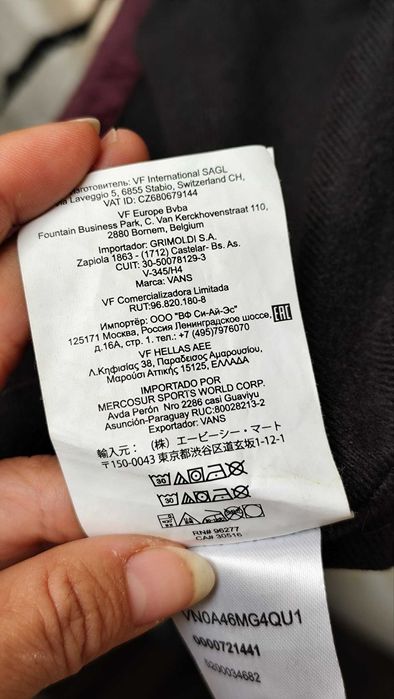 Изготовитель: VF International SAGL
Via Laveggio 5, 6855 Stabio, Switzerland CH,
VAT ID: CZ680679144
VF Europe Bvba
Fountain Business Park, C. Van Kerckhovenstraat 110,
2880 Bornem, Belgium
Importador: GRIMOLDI S.A.
Zapiola 1863 - (1712) Castelar- Bs. As.
CUIT: 30-50078129-3
V-345/H4
Marca: VANS
VF Comercializadora Limitada
RUT:96.820.180-8
Импортёр: ООО "ВФ Си-Ай-Эс"
125171 Москва, Россия Ленинградское шоссе,
д.16А, стр. 1. тел.: +7 (495)7976070
EAC
VF HELLAS AEE
Λ.Κηφισίας 38, Παραδεισος Αμαρουσίου,
Μαρούσι Αττικής 15125, ΕΛΛΑΔΑ
IMPORTADO POR
MERCOSUR SPORTS WORLD CORP.
Avda Perón Nro 2286 casi Guaviyu
Asunción-Paraguay RUC:80028213-2
Exportador: VANS
輸入元： （株） エービーシー・マート
〒150-0043 東京都渋谷区道玄坂1-12-1
30
30
RN# 96277
CA# 30516
VN0A46MG4QU1
0000721441
0200034682